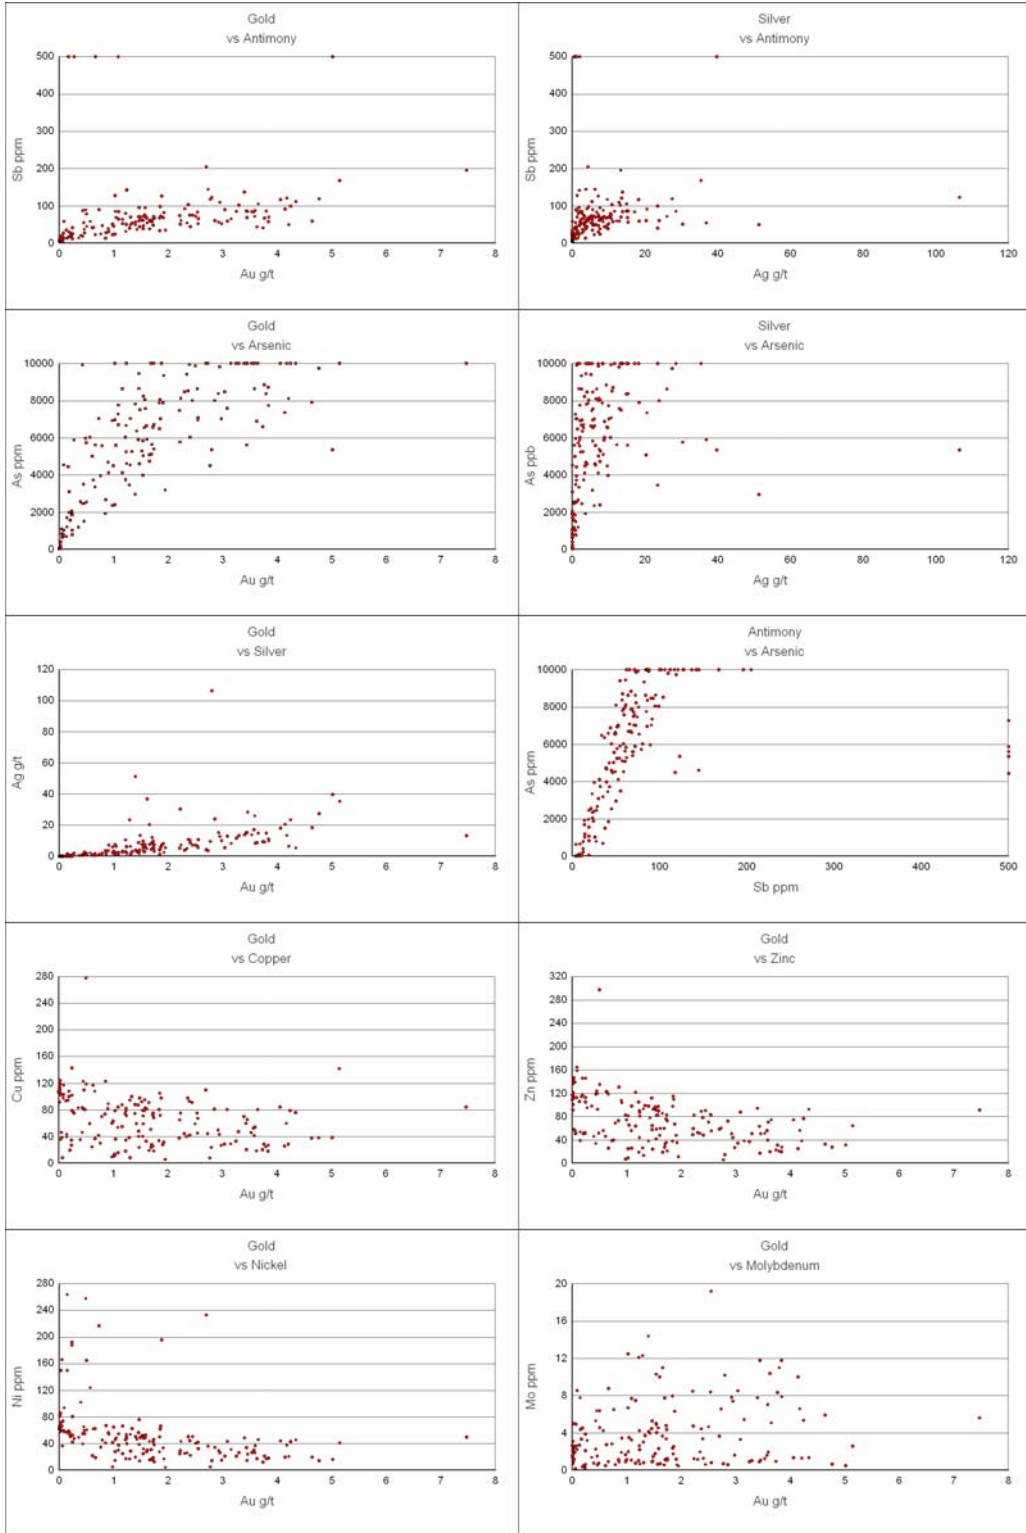 Gold
vs Antimony
500
400
300
200
100
0
Sb ppm
0 1 2 3 4 5 6 7 8
Au g/t
Silver
vs Antimony
500
400
300
200
100
0
Sb ppm
0 20 40 60 80 100 120
Ag g/t
Gold
vs Arsenic
10000
8000
6000
4000
2000
0
As ppm
0 1 2 3 4 5 6 7 8
Au g/t
Silver
vs Arsenic
10000
8000
6000
4000
2000
0
As ppb
0 20 40 60 80 100 120
Ag g/t
Gold
vs Silver
120
100
80
60
40
20
0
Ag g/t
0 1 2 3 4 5 6 7 8
Au g/t
Antimony
vs Arsenic
10000
8000
6000
4000
2000
0
As ppm
0 100 200 300 400 500
Sb ppm
Gold
vs Copper
280
240
200
160
120
80
40
0
Cu ppm
0 1 2 3 4 5 6 7 8
Au g/t
Gold
vs Zinc
320
280
240
200
160
120
80
40
0
Zn ppm
0 1 2 3 4 5 6 7 8
Au g/t
Gold
vs Nickel
280
240
200
160
120
80
40
0
Ni ppm
0 1 2 3 4 5 6 7 8
Au g/t
Gold
vs Molybdenum
20
16
12
8
4
0
Mo ppm
0 1 2 3 4 5 6 7 8
Au g/t